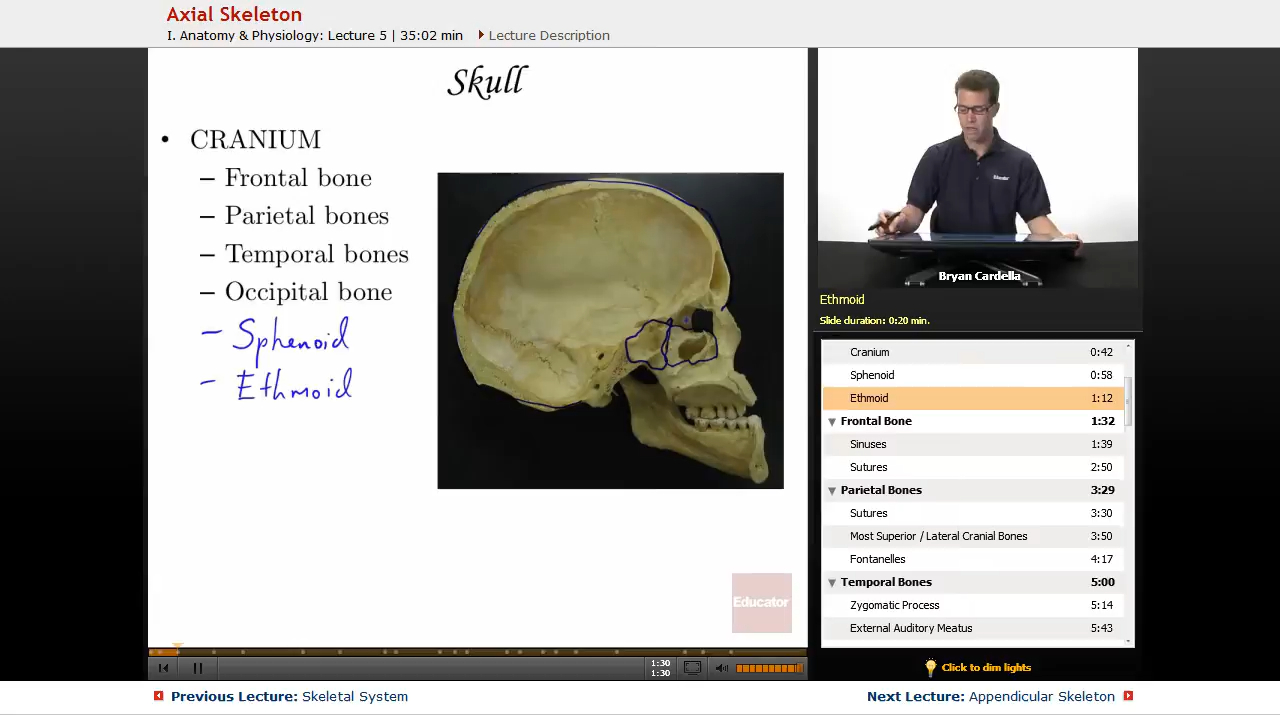 Axial Skeleton
I. Anatomy & Physiology: Lecture 5 | 35:02 min Lecture Description
Skull
• CRANIUM
– Frontal bone
– Parietal bones
– Temporal bones
– Occipital bone
– Sphenoid
– Ethmoid
Educator
Bryan Cardella
Ethmoid
Slide duration: 0:20 min.
Cranium 0:42
Sphenoid 0:58
Ethmoid 1:12
Frontal Bone 1:32
Sinuses 1:39
Sutures 2:50
Parietal Bones 3:29
Sutures 3:30
Most Superior / Lateral Cranial Bones 3:50
Fontanelles 4:17
Temporal Bones 5:00
Zygomatic Process 5:14
External Auditory Meatus 5:43
1:30
1:30
Click to dim lights
Previous Lecture: Skeletal System
Next Lecture: Appendicular Skeleton